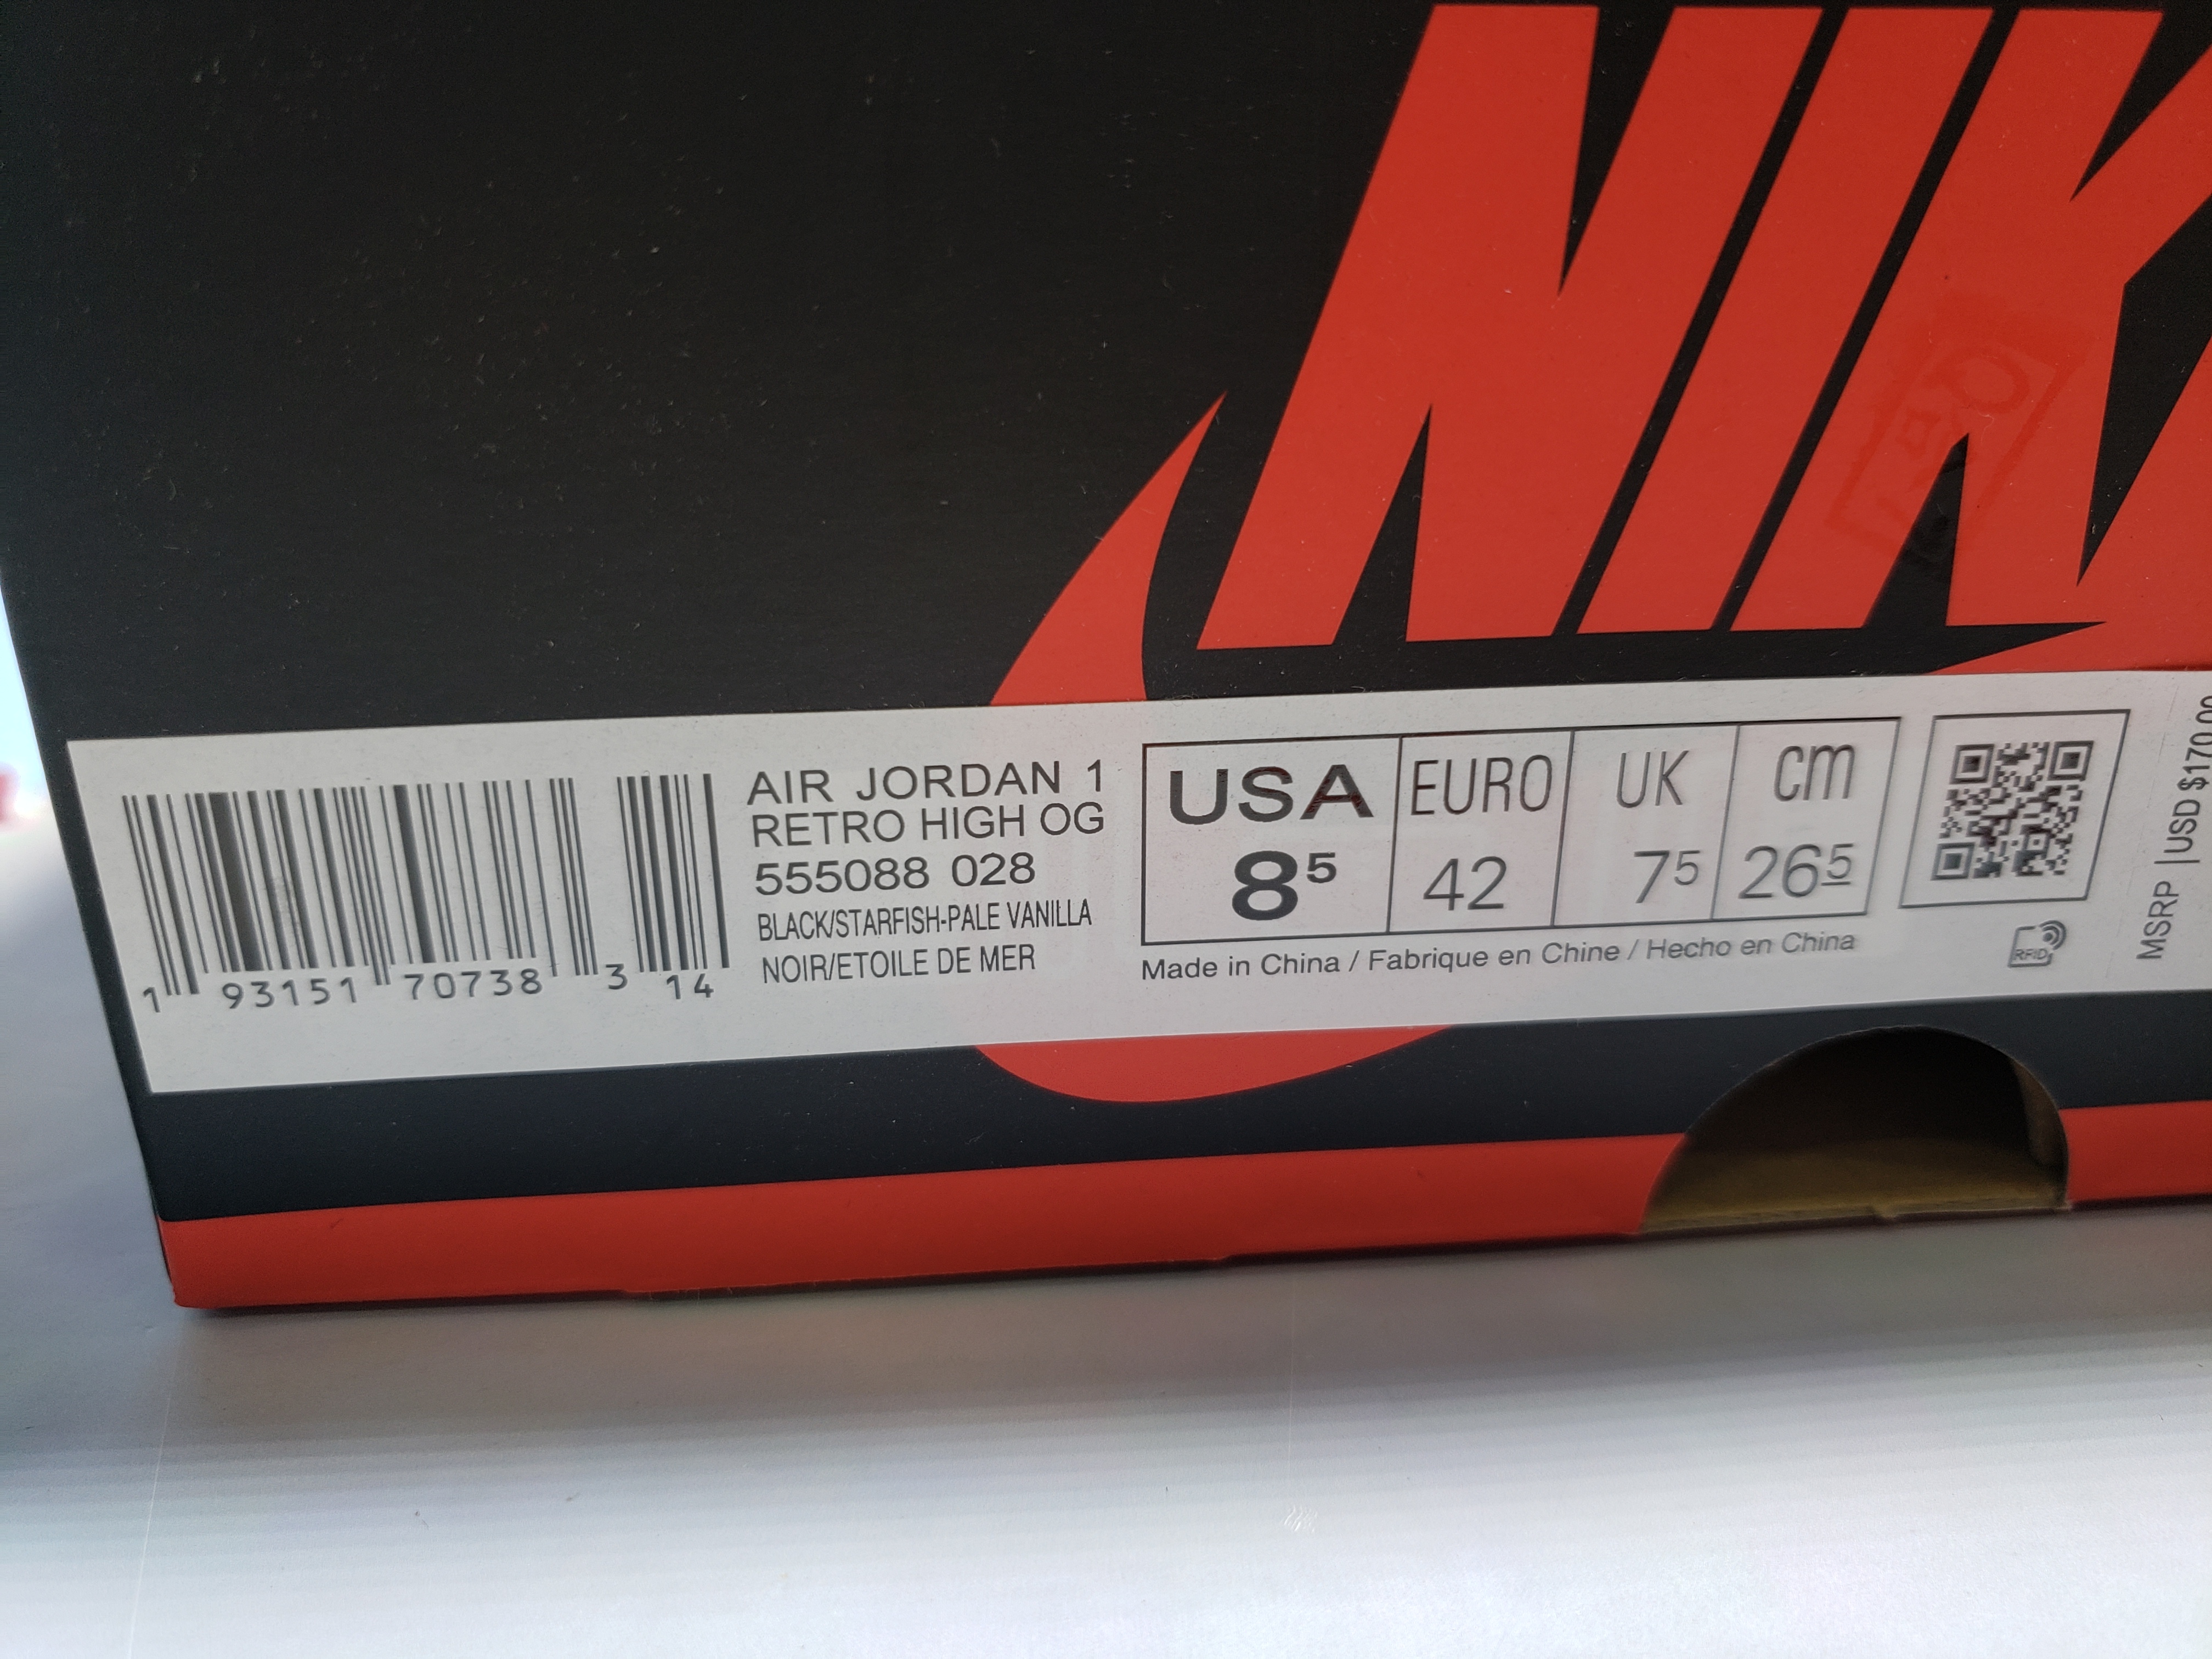 NIK
AIR JORDAN 1
RETRO HIGH OG
555088 028
BLACK/STARFISH-PALE VANILLA
NOIR/ETOILE DE MER
1 93151 70738 3 14
USA EURO UK cm
8⁵ 42 7⁵ 26⁵
Made in China / Fabrique en Chine / Hecho en China
RFID
MSRP |USD $170.00